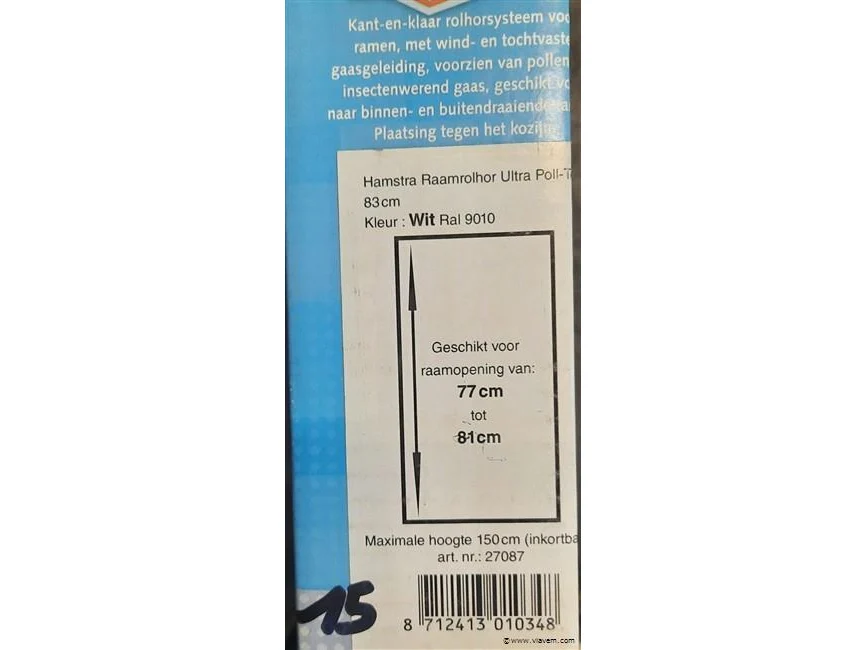 Kant-en-klaar rolhorsysteem voo
ramen, met wind- en tochtvaste
gaasgeleiding, voorzien van pollen
insectenwerend gaas, geschikt vo
naar binnen- en buitendraaiende
Plaatsing tegen het kozijn.
Hamstra Raamrolhor Ultra Poll-T
83cm
Kleur : Wit Ral 9010
Geschikt voor
raamopening van:
77cm
tot
81cm
Maximale hoogte 150cm (inkortba
art. nr.: 27087
15
8 712413 010348
©www.viavem.com